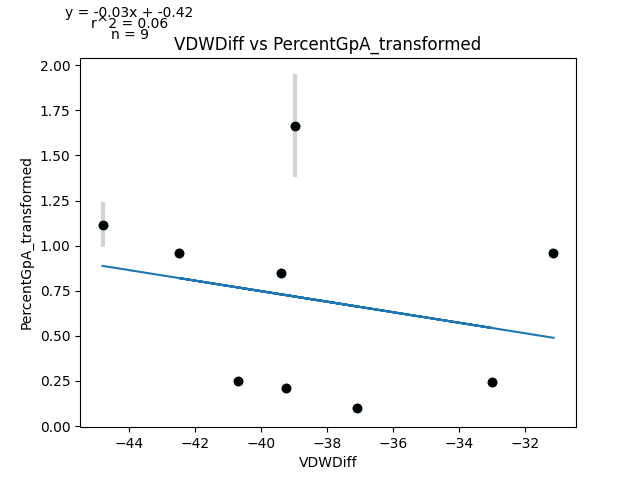 y = -0.03x + -0.42
r^2 = 0.06
n = 9
VDWDiff vs PercentGpA_transformed
2.00
1.75
1.50
1.25
1.00
0.75
0.50
0.25
0.00
PercentGpA_transformed
−44
−42
−40
−38
−36
−34
−32
VDWDiff